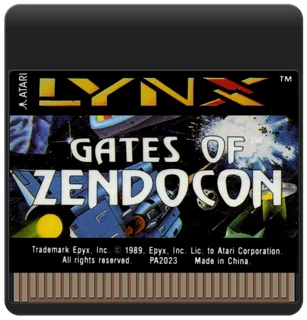 ATARI
LYNX™
GATES OF
ZENDOCON
Trademark Epyx, Inc. © 1989, Epyx, Inc. Lic. to Atari Corporation.
All rights reserved. PA2023 Made in China.